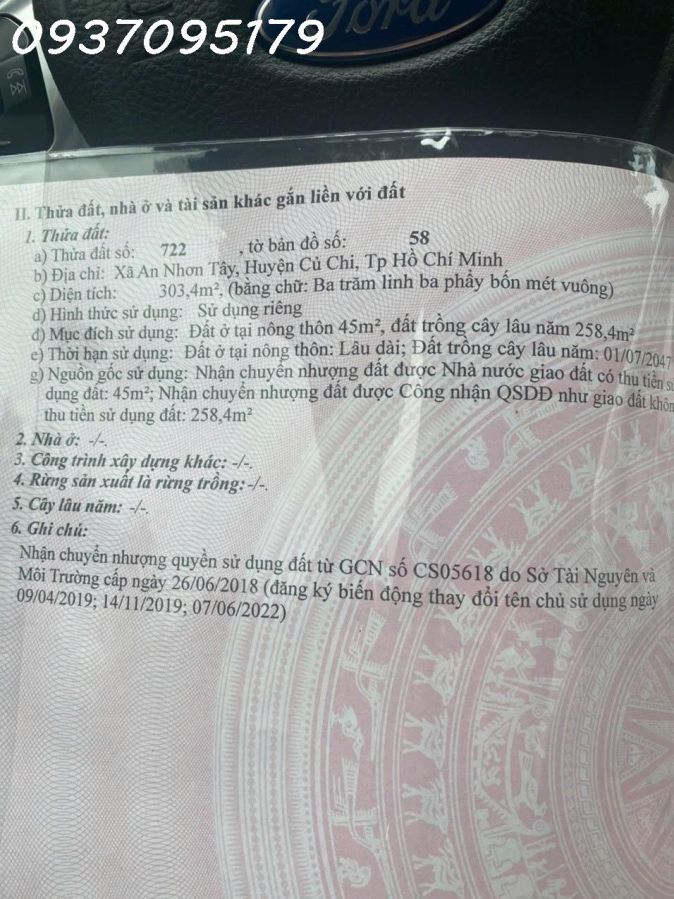 0937095179
Ford
II. Thửa đất, nhà ở và tài sản khác gắn liền với đất
1. Thửa đất:
a) Thửa đất số: 722 , tờ bản đồ số: 58
b) Địa chỉ: Xã An Nhơn Tây, Huyện Củ Chi, Tp Hồ Chí Minh
c) Diện tích: 303,4m², (bằng chữ: Ba trăm linh ba phẩy bốn mét vuông)
d) Hình thức sử dụng: Sử dụng riêng
đ) Mục đích sử dụng: Đất ở tại nông thôn 45m², đất trồng cây lâu năm 258,4m²
e) Thời hạn sử dụng: Đất ở tại nông thôn: Lâu dài; Đất trồng cây lâu năm: 01/07/2047
g) Nguồn gốc sử dụng: Nhận chuyển nhượng đất được Nhà nước giao đất có thu tiền sử
dụng đất: 45m²; Nhận chuyển nhượng đất được Công nhận QSDĐ như giao đất khôn
thu tiền sử dụng đất: 258,4m²
2. Nhà ở: -/-.
3. Công trình xây dựng khác: -/-.
4. Rừng sản xuất là rừng trồng: -/-.
5. Cây lâu năm: -/-.
6. Ghi chú:
Nhận chuyển nhượng quyền sử dụng đất từ GCN số CS05618 do Sở Tài Nguyên và
Môi Trường cấp ngày 26/06/2018 (đăng ký biến động thay đổi tên chủ sử dụng ngày
09/04/2019; 14/11/2019; 07/06/2022)